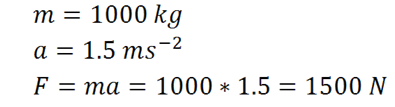 m = 1000 kg
a = 1.5 ms⁻²
F = ma = 1000 * 1.5 = 1500 N